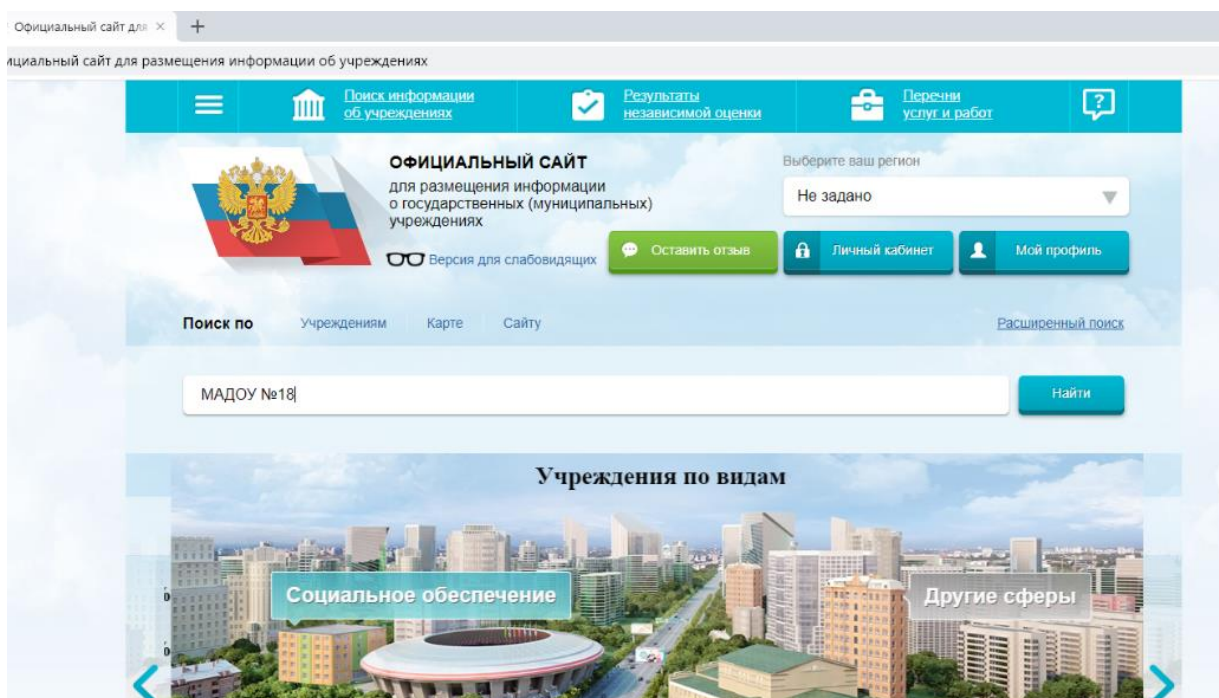 Официальный сайт для
ициальный сайт для размещения информации об учреждениях
Поиск информации
об учреждениях
Результаты
независимой оценки
Перечни
услуг и работ
ОФИЦИАЛЬНЫЙ САЙТ
для размещения информации
о государственных (муниципальных)
учреждениях
Версия для слабовидящих
Выберите ваш регион
Не задано
Оставить отзыв
Личный кабинет
Мой профиль
Поиск по Учреждениям Карте Сайту Расширенный поиск
МАДОУ №18
Найти
Учреждения по видам
Социальное обеспечение
Другие сферы